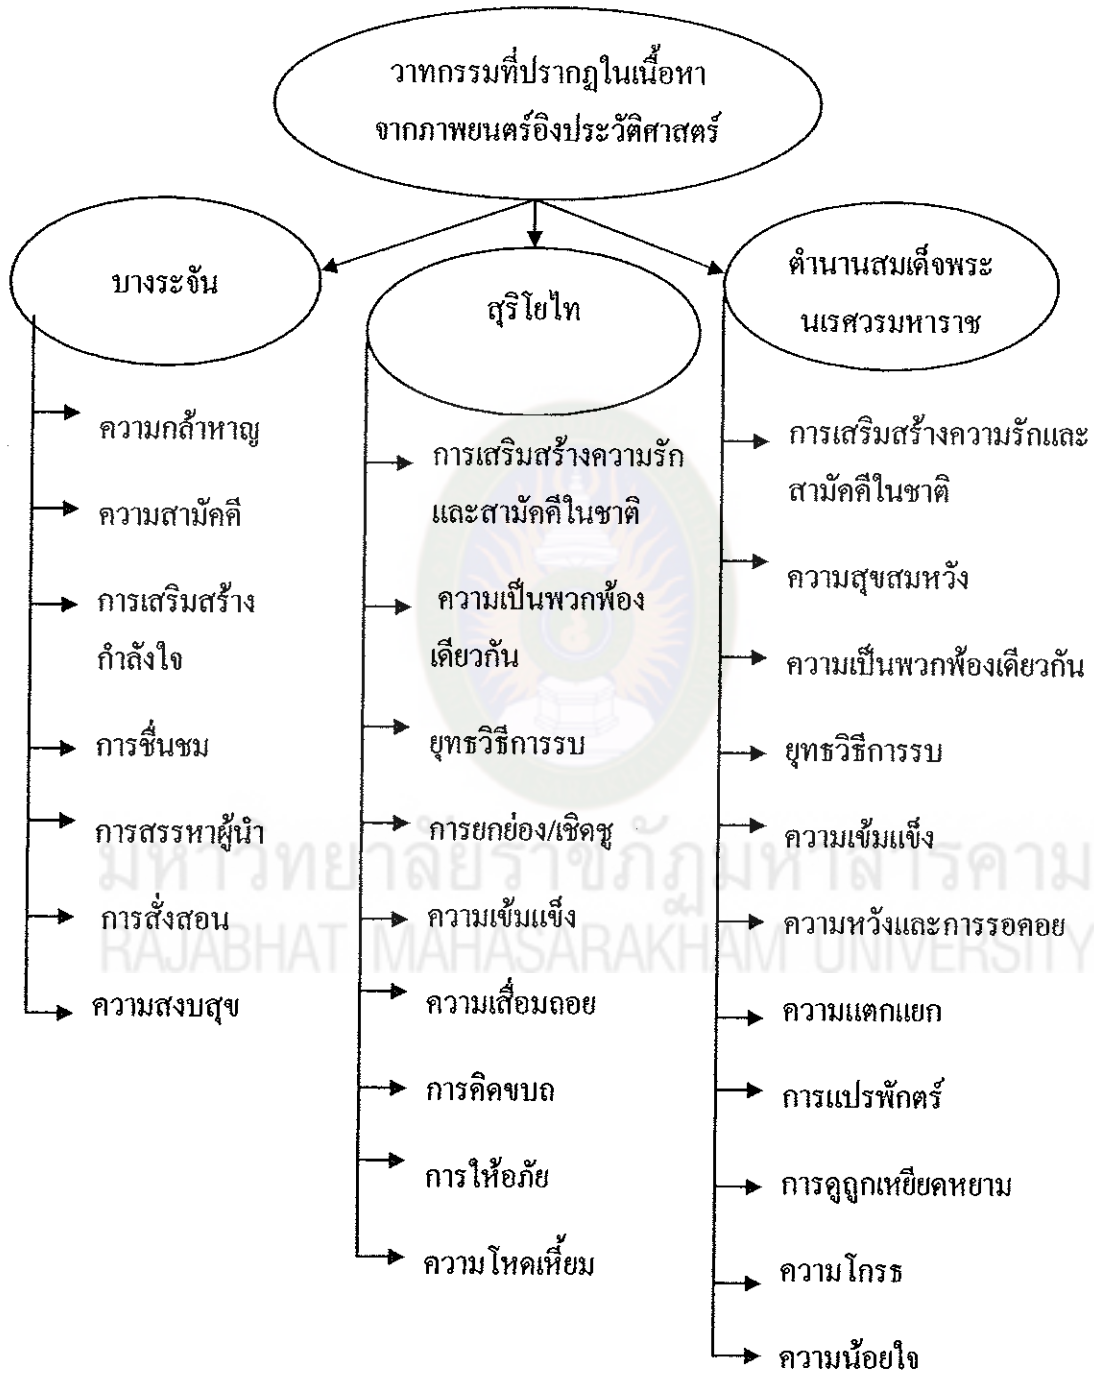 วาทกรรมที่ปรากฏในเนื้อหา
จากภาพยนตร์อิงประวัติศาสตร์
บางระจัน
ความกล้าหาญ
ความสามัคคี
การเสริมสร้าง
กำลังใจ
การชื่นชม
การสรรหาผู้นำ
การสั่งสอน
ความสงบสุข
สุริโยไท
การเสริมสร้างความรัก
และสามัคคีในชาติ
ความเป็นพวกพ้อง
เดียวกัน
ยุทธวิธีการรบ
การยกย่อง/เชิดชู
ความเข้มแข็ง
ความเสื่อมถอย
การคิดขบถ
การให้อภัย
ความโหดเหี้ยม
ตำนานสมเด็จพระ
นเรศวรมหาราช
การเสริมสร้างความรักและ
สามัคคีในชาติ
ความสุขสมหวัง
ความเป็นพวกพ้องเดียวกัน
ยุทธวิธีการรบ
ความเข้มแข็ง
ความหวังและการรอคอย
ความแตกแยก
การแปรพักตร์
การดูถูกเหยียดหยาม
ความโกรธ
ความน้อยใจ
มหาวิทยาลัยราชภัฏมหาสารคาม
RAJABHAT MAHASARAKHAM UNIVERSITY